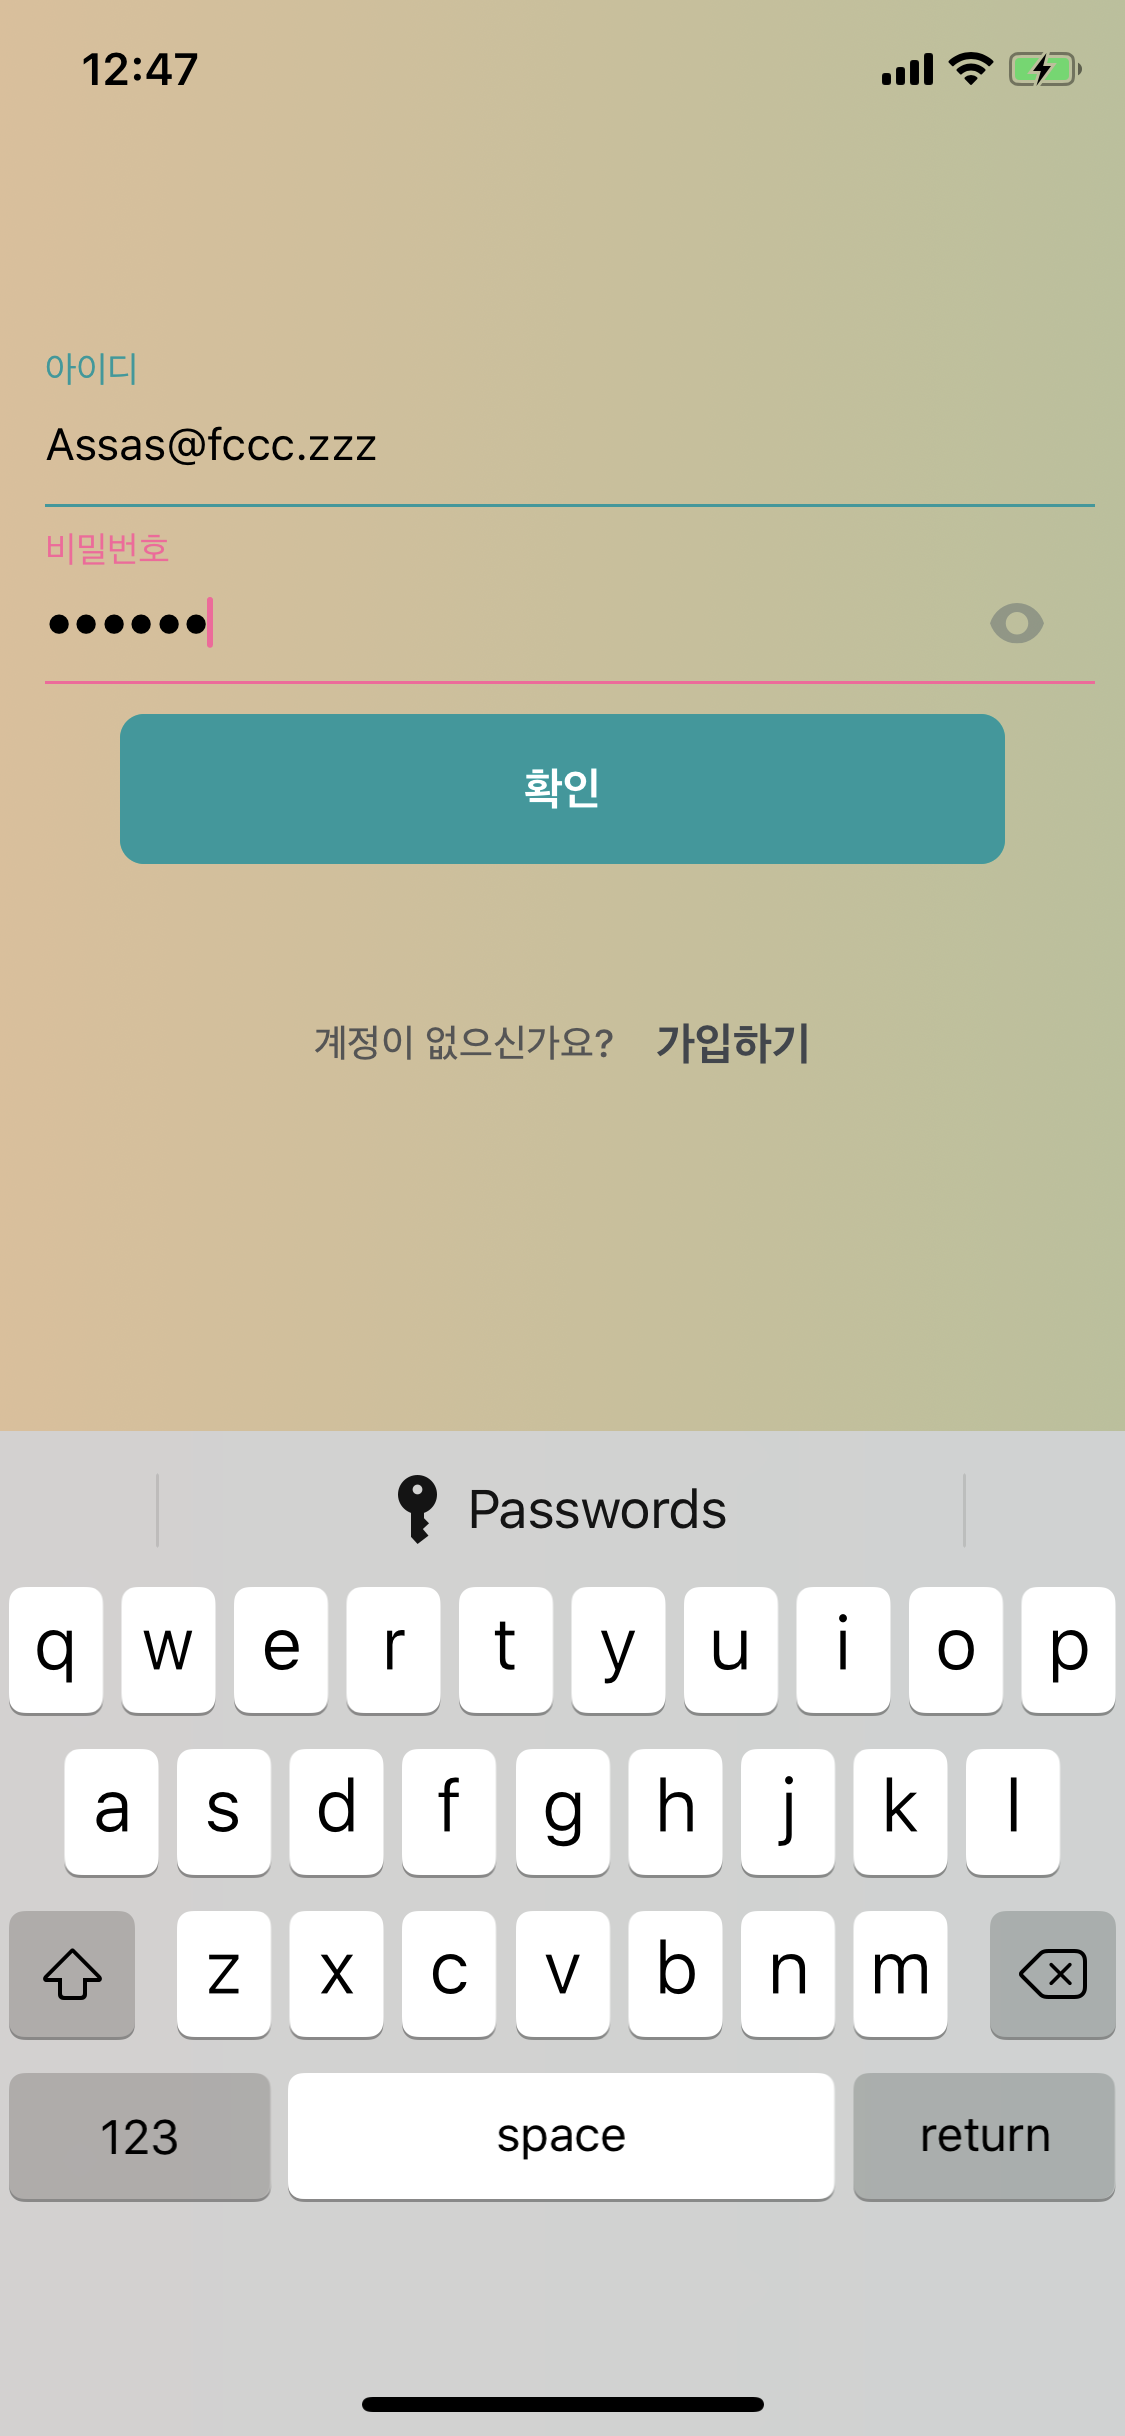 12:47
아이디
Assas@fccc.zzz
비밀번호
••••••
확인
계정이 없으신가요? 가입하기
Passwords
q w e r t y u i o p
a s d f g h j k l
z x c v b n m
123 space return